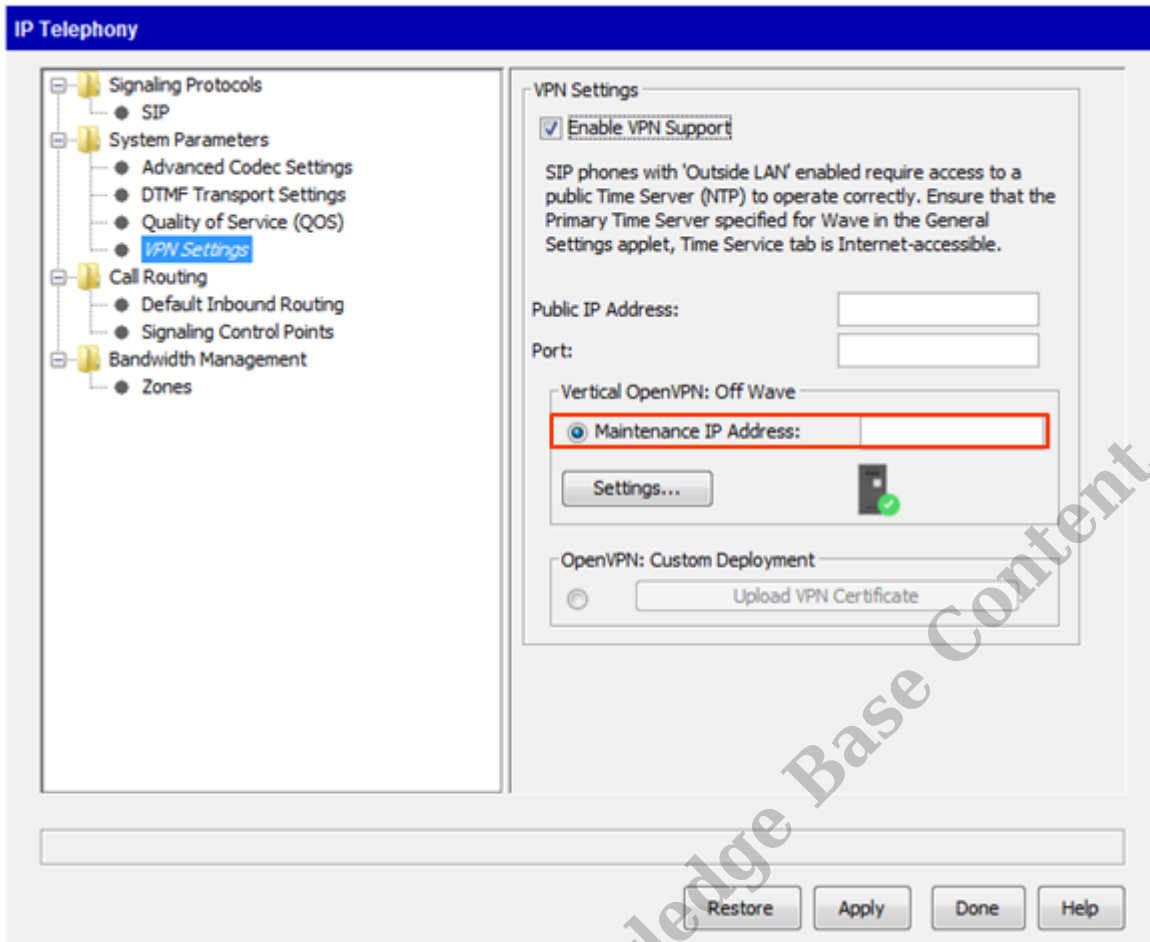 IP Telephony
Signaling Protocols
SIP
System Parameters
Advanced Codec Settings
DTMF Transport Settings
Quality of Service (QOS)
VPN Settings
Call Routing
Default Inbound Routing
Signaling Control Points
Bandwidth Management
Zones
VPN Settings
Enable VPN Support
SIP phones with 'Outside LAN' enabled require access to a
public Time Server (NTP) to operate correctly. Ensure that the
Primary Time Server specified for Wave in the General
Settings applet, Time Service tab is Internet-accessible.
Public IP Address:
Port:
Vertical OpenVPN: Off Wave
Maintenance IP Address:
Settings...
OpenVPN: Custom Deployment
Upload VPN Certificate
Restore Apply Done Help
ledge Base Content